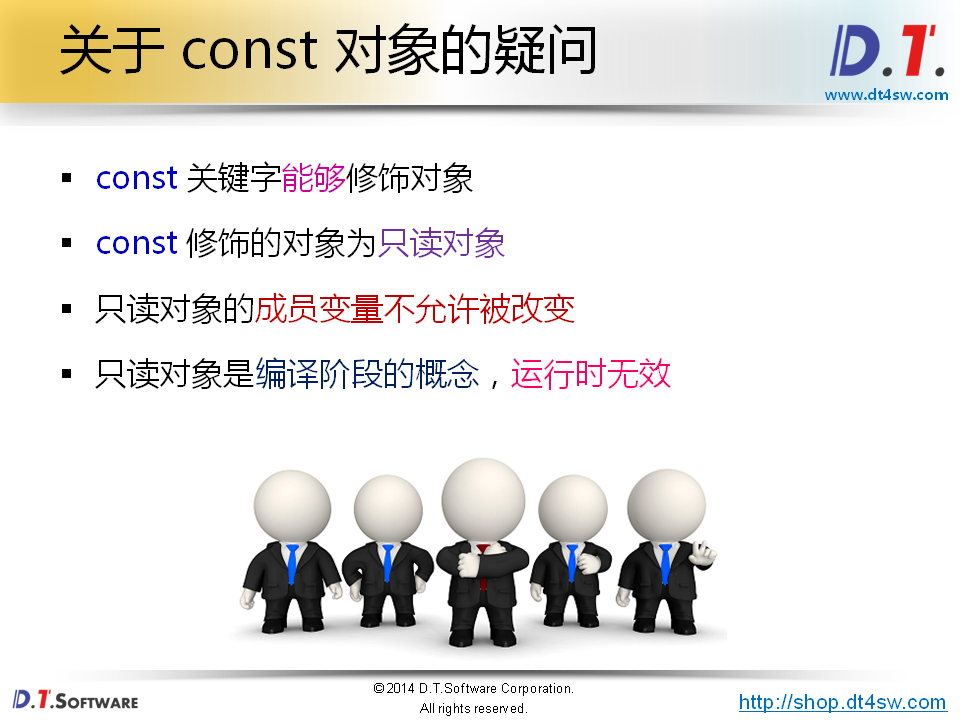 关于 const 对象的疑问
D.T.
www.dt4sw.com
▪ const 关键字能够修饰对象
▪ const 修饰的对象为只读对象
▪ 只读对象的成员变量不允许被改变
▪ 只读对象是编译阶段的概念，运行时无效
D.T.SOFTWARE
©2014 D.T.Software Corporation.
All rights reserved.
http://shop.dt4sw.com